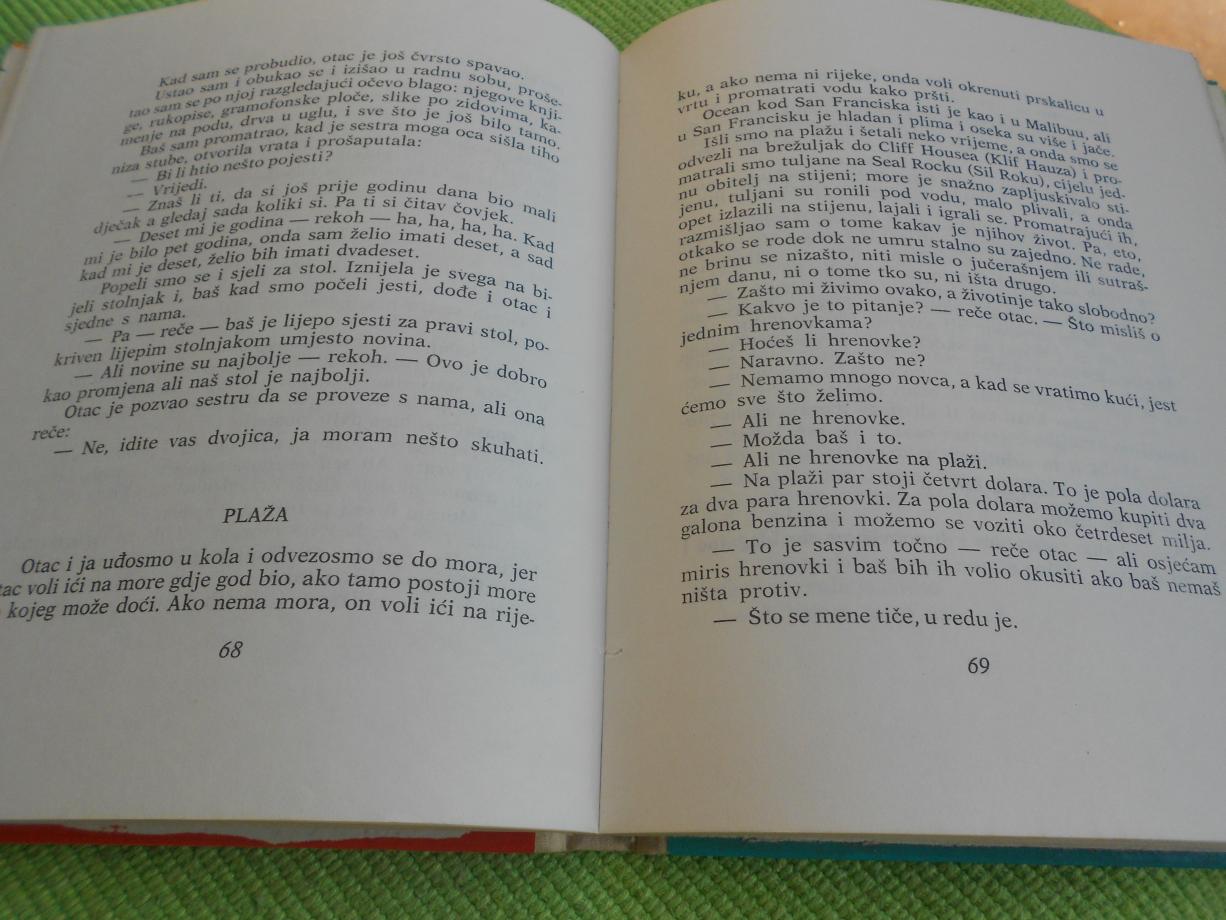 Kad sam se probudio, otac je još čvrsto spavao.
Ustao sam i obukao se i izišao u radnu sobu, proše-
tao sam se po njoj razgledajući očevo blago: njegove knji-
ge, rukopise, gramofonske ploče, slike po zidovima, ka-
menje na podu, drva u uglu, i sve što je još bilo tamo.
Baš sam promatrao, kad je sestra moga oca sišla tiho
niza stube, otvorila vrata i prošaputala:
— Bi li htio nešto pojesti?
— Vrijedi.
— Znaš li ti, da si još prije godinu dana bio mali
dječak a gledaj sada koliki si. Pa ti si čitav čovjek.
— Deset mi je godina — rekoh — ha, ha, ha, ha. Kad
mi je bilo pet godina, onda sam želio imati deset, a sad
kad mi je deset, želio bih imati dvadeset.
Popeli smo se i sjeli za stol. Iznijela je svega na bi-
jeli stolnjak i, baš kad smo počeli jesti, dođe i otac i
sjedne s nama.
— Pa — reče — baš je lijepo sjesti za pravi stol, po-
kriven lijepim stolnjakom umjesto novina.
— Ali novine su najbolje — rekoh. — Ovo je dobro
kao promjena ali naš stol je najbolji.
Otac je pozvao sestru da se proveze s nama, ali ona
reče:
— Ne, idite vas dvojica, ja moram nešto skuhati.
PLAŽA
Otac i ja uđosmo u kola i odvezosmo se do mora, jer
tac voli ići na more gdje god bio, ako tamo postoji more
kojeg može doći. Ako nema mora, on voli ići na rije-
68
ku, a ako nema ni rijeke, onda voli okrenuti prskalicu u
vrtu i promatrati vodu kako pršti.
Ocean kod San Franciska isti je kao i u Malibuu, ali
u San Francisku je hladan i plima i oseka su više i jače.
Išli smo na plažu i šetali neko vrijeme, a onda smo se
odvezli na brežuljak do Cliff Housea (Klif Hauza) i pro-
matrali smo tuljane na Seal Rocku (Sil Roku), cijelu jed-
nu obitelj na stijeni; more je snažno zapljuskivalo sti-
jenu, tuljani su ronili pod vodu, malo plivali, a onda
opet izlazili na stijenu, lajali i igrali se. Promatrajući ih,
razmišljao sam o tome kakav je njihov život. Pa, eto,
otkako se rode dok ne umru stalno su zajedno. Ne rade,
ne brinu se nizašto, niti misle o jučerašnjem ili sutraš-
njem danu, ni o tome tko su, ni išta drugo.
— Zašto mi živimo ovako, a životinje tako slobodno?
— Kakvo je to pitanje? — reče otac. — Što misliš o
jednim hrenovkama?
— Hoćeš li hrenovke?
— Naravno. Zašto ne?
— Nemamo mnogo novca, a kad se vratimo kući, jest
ćemo sve što želimo.
— Ali ne hrenovke.
— Možda baš i to.
— Ali ne hrenovke na plaži.
— Na plaži par stoji četvrt dolara. To je pola dolara
za dva para hrenovki. Za pola dolara možemo kupiti dva
galona benzina i možemo se voziti oko četrdeset milja.
— To je sasvim točno — reče otac — ali osjećam
miris hrenovki i baš bih ih volio okusiti ako baš nemaš
ništa protiv.
— Što se mene tiče, u redu je.
69